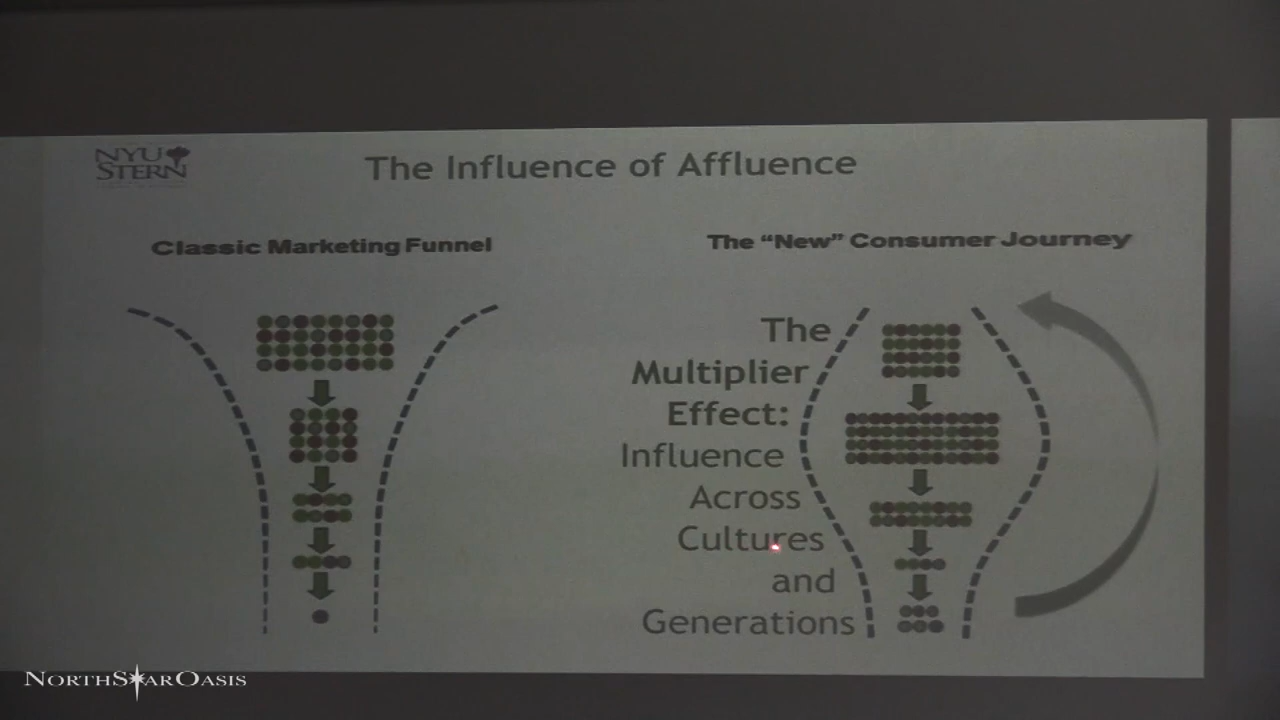 NYU
STERN
The Influence of Affluence
Classic Marketing Funnel
The “New” Consumer Journey
The
Multiplier
Effect:
Influence
Across
Cultures
and
Generations
NORTHSTAROASIS